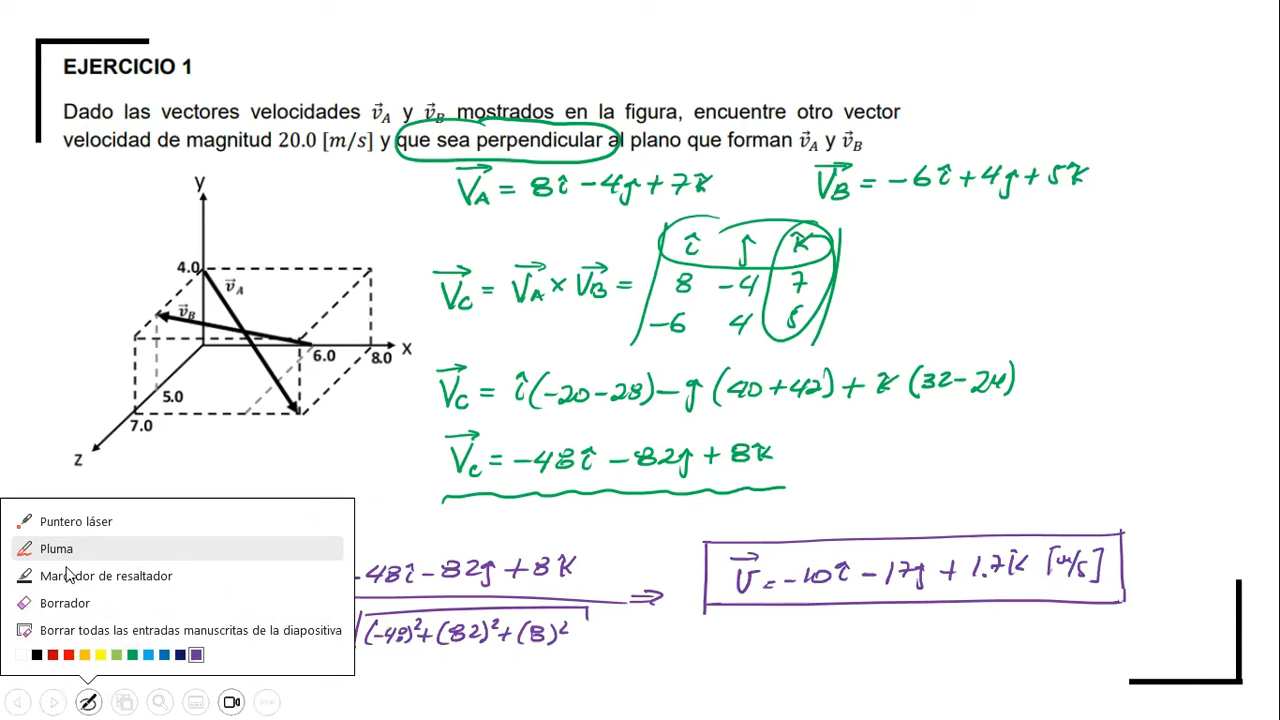 EJERCICIO 1
Dado las vectores velocidades v⃗A y v⃗B mostrados en la figura, encuentre otro vector
velocidad de magnitud 20.0 [m/s] y que sea perpendicular al plano que forman v⃗A y v⃗B
V⃗A = 8î - 4ĵ + 7k̂
V⃗B = -6î + 4ĵ + 5k̂
y
4.0
v⃗A
v⃗B
X
6.0
8.0
5.0
7.0
Z
V⃗C = V⃗A × V⃗B =
î ĵ k̂
8 -4 7
-6 4 5
V⃗C = î(-20-28) - ĵ(40+42) + k̂(32-24)
V⃗C = -48î - 82ĵ + 8k̂
Puntero láser
Pluma
Marcador de resaltador
Borrador
Borrar todas las entradas manuscritas de la diapositiva
-48î - 82ĵ + 8k̂
√(-48)²+(82)²+(8)²
⇒
V⃗ = -10î - 17ĵ + 1.7k̂ [m/s]